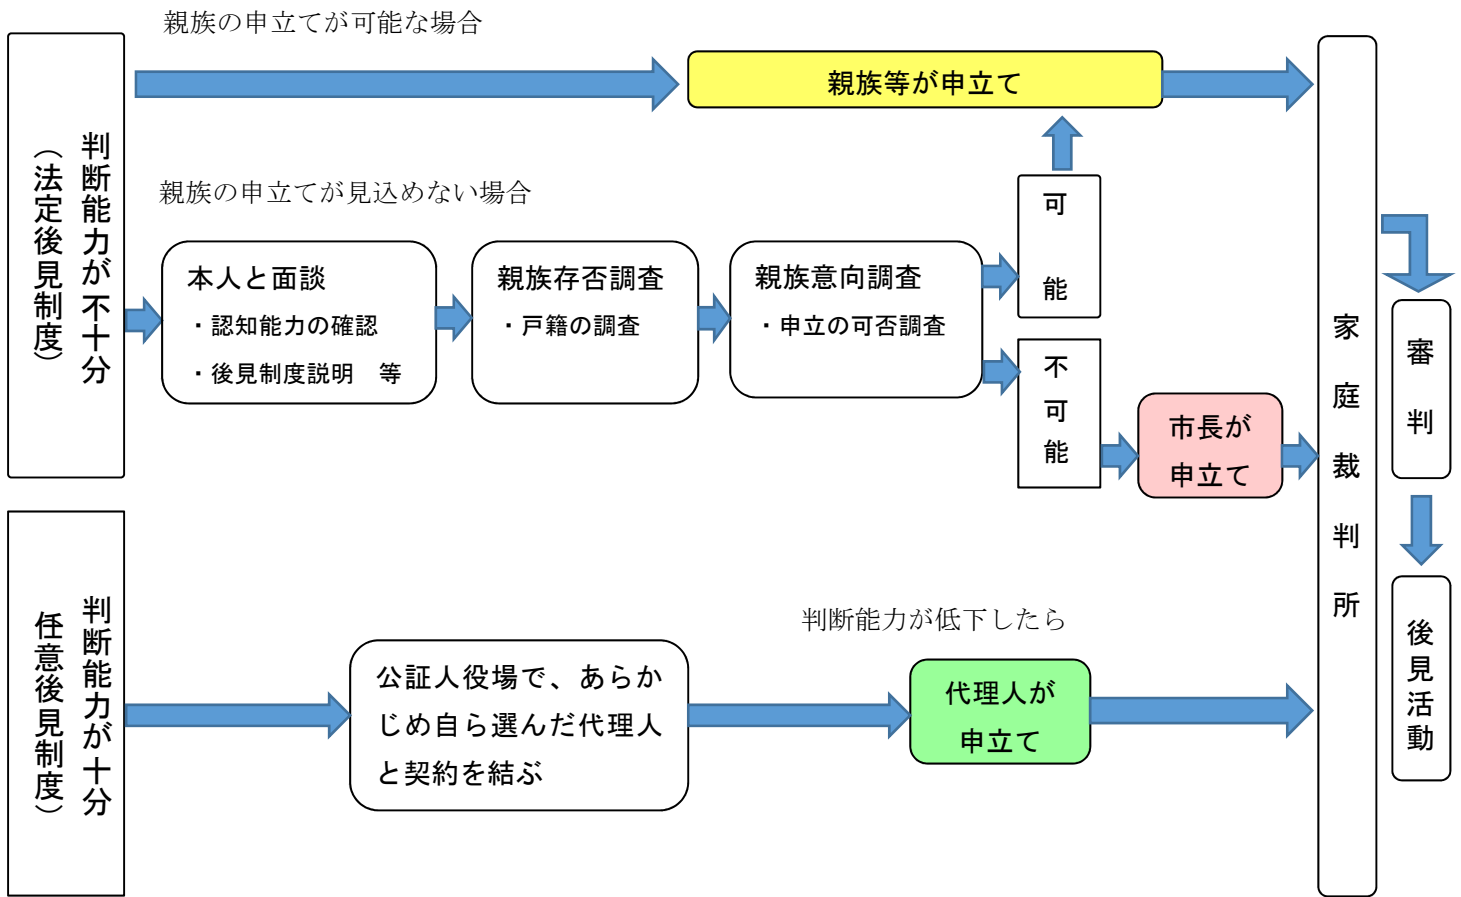 親族の申立てが可能な場合
判断能力が不十分
（法定後見制度）
親族等が申立て
親族の申立てが見込めない場合
本人と面談
・認知能力の確認
・後見制度説明　等
親族存否調査
・戸籍の調査
親族意向調査
・申立の可否調査
可能
不可能
市長が
申立て
家庭裁判所
審判
後見活動
判断能力が十分
任意後見制度）
公証人役場で、あらか
じめ自ら選んだ代理人
と契約を結ぶ
判断能力が低下したら
代理人が
申立て